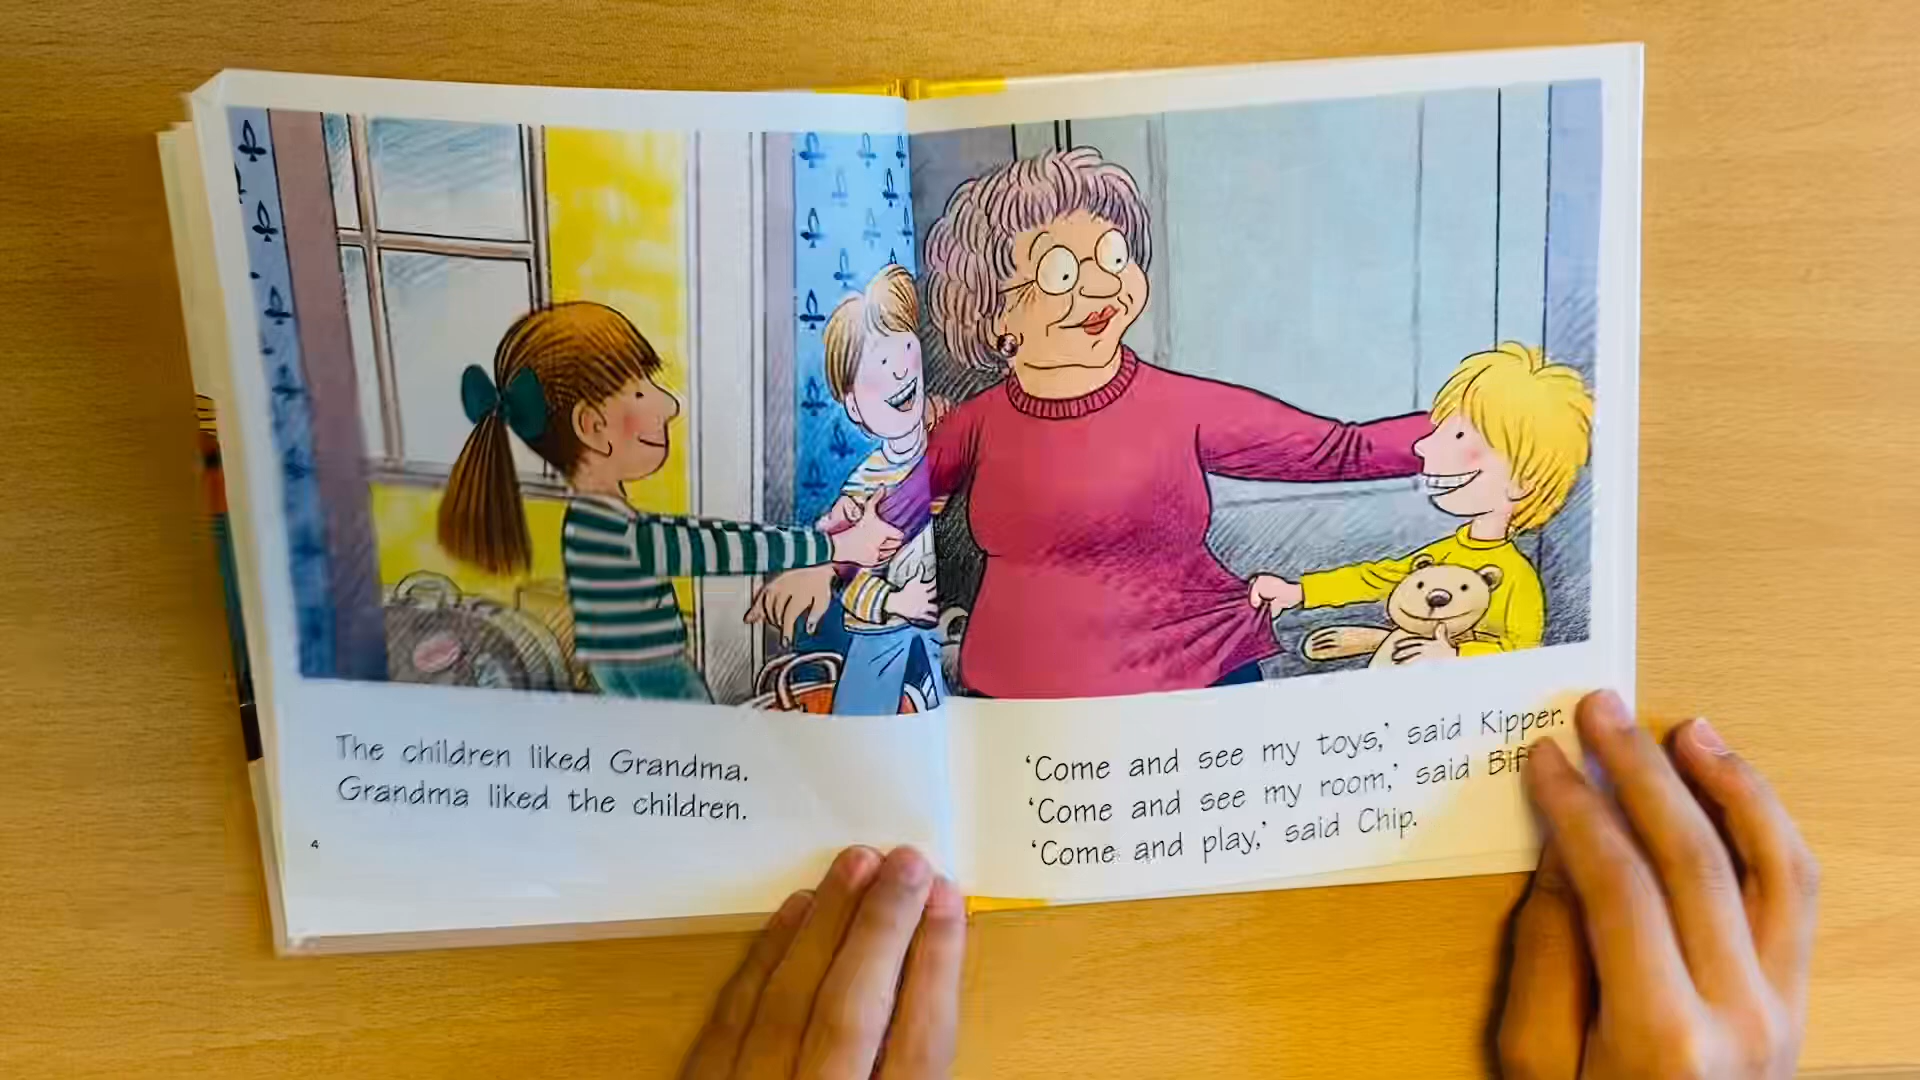 The children liked Grandma.
Grandma liked the children.
4
‘Come and see my toys,’ said Kipper.
‘Come and see my room,’ said Bif
‘Come and play,’ said Chip.